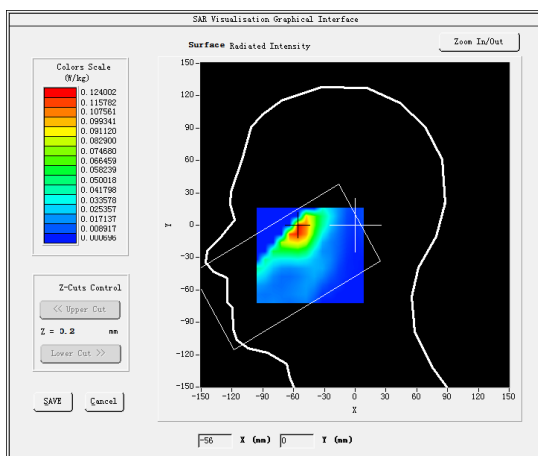 SAR Visualisation Graphical Interface
Surface Radiated Intensity
Zoom In/Out
Colors Scale
(W/kg)
0.124002
0.115782
0.107561
0.099341
0.091120
0.082900
0.074680
0.066459
0.058239
0.050018
0.041798
0.033578
0.025357
0.017137
0.008917
0.000696
Z-Cuts Control
<< Upper Cut
Z = 3.2 mm
Lower Cut >>
SAVE
Cancel
150
120
90
60
30
0
-30
-60
-90
-120
-150
Y
-150 -120 -90 -60 -30 0 30 60 90 120 150
X
-56 X (mm) 0 Y (mm)